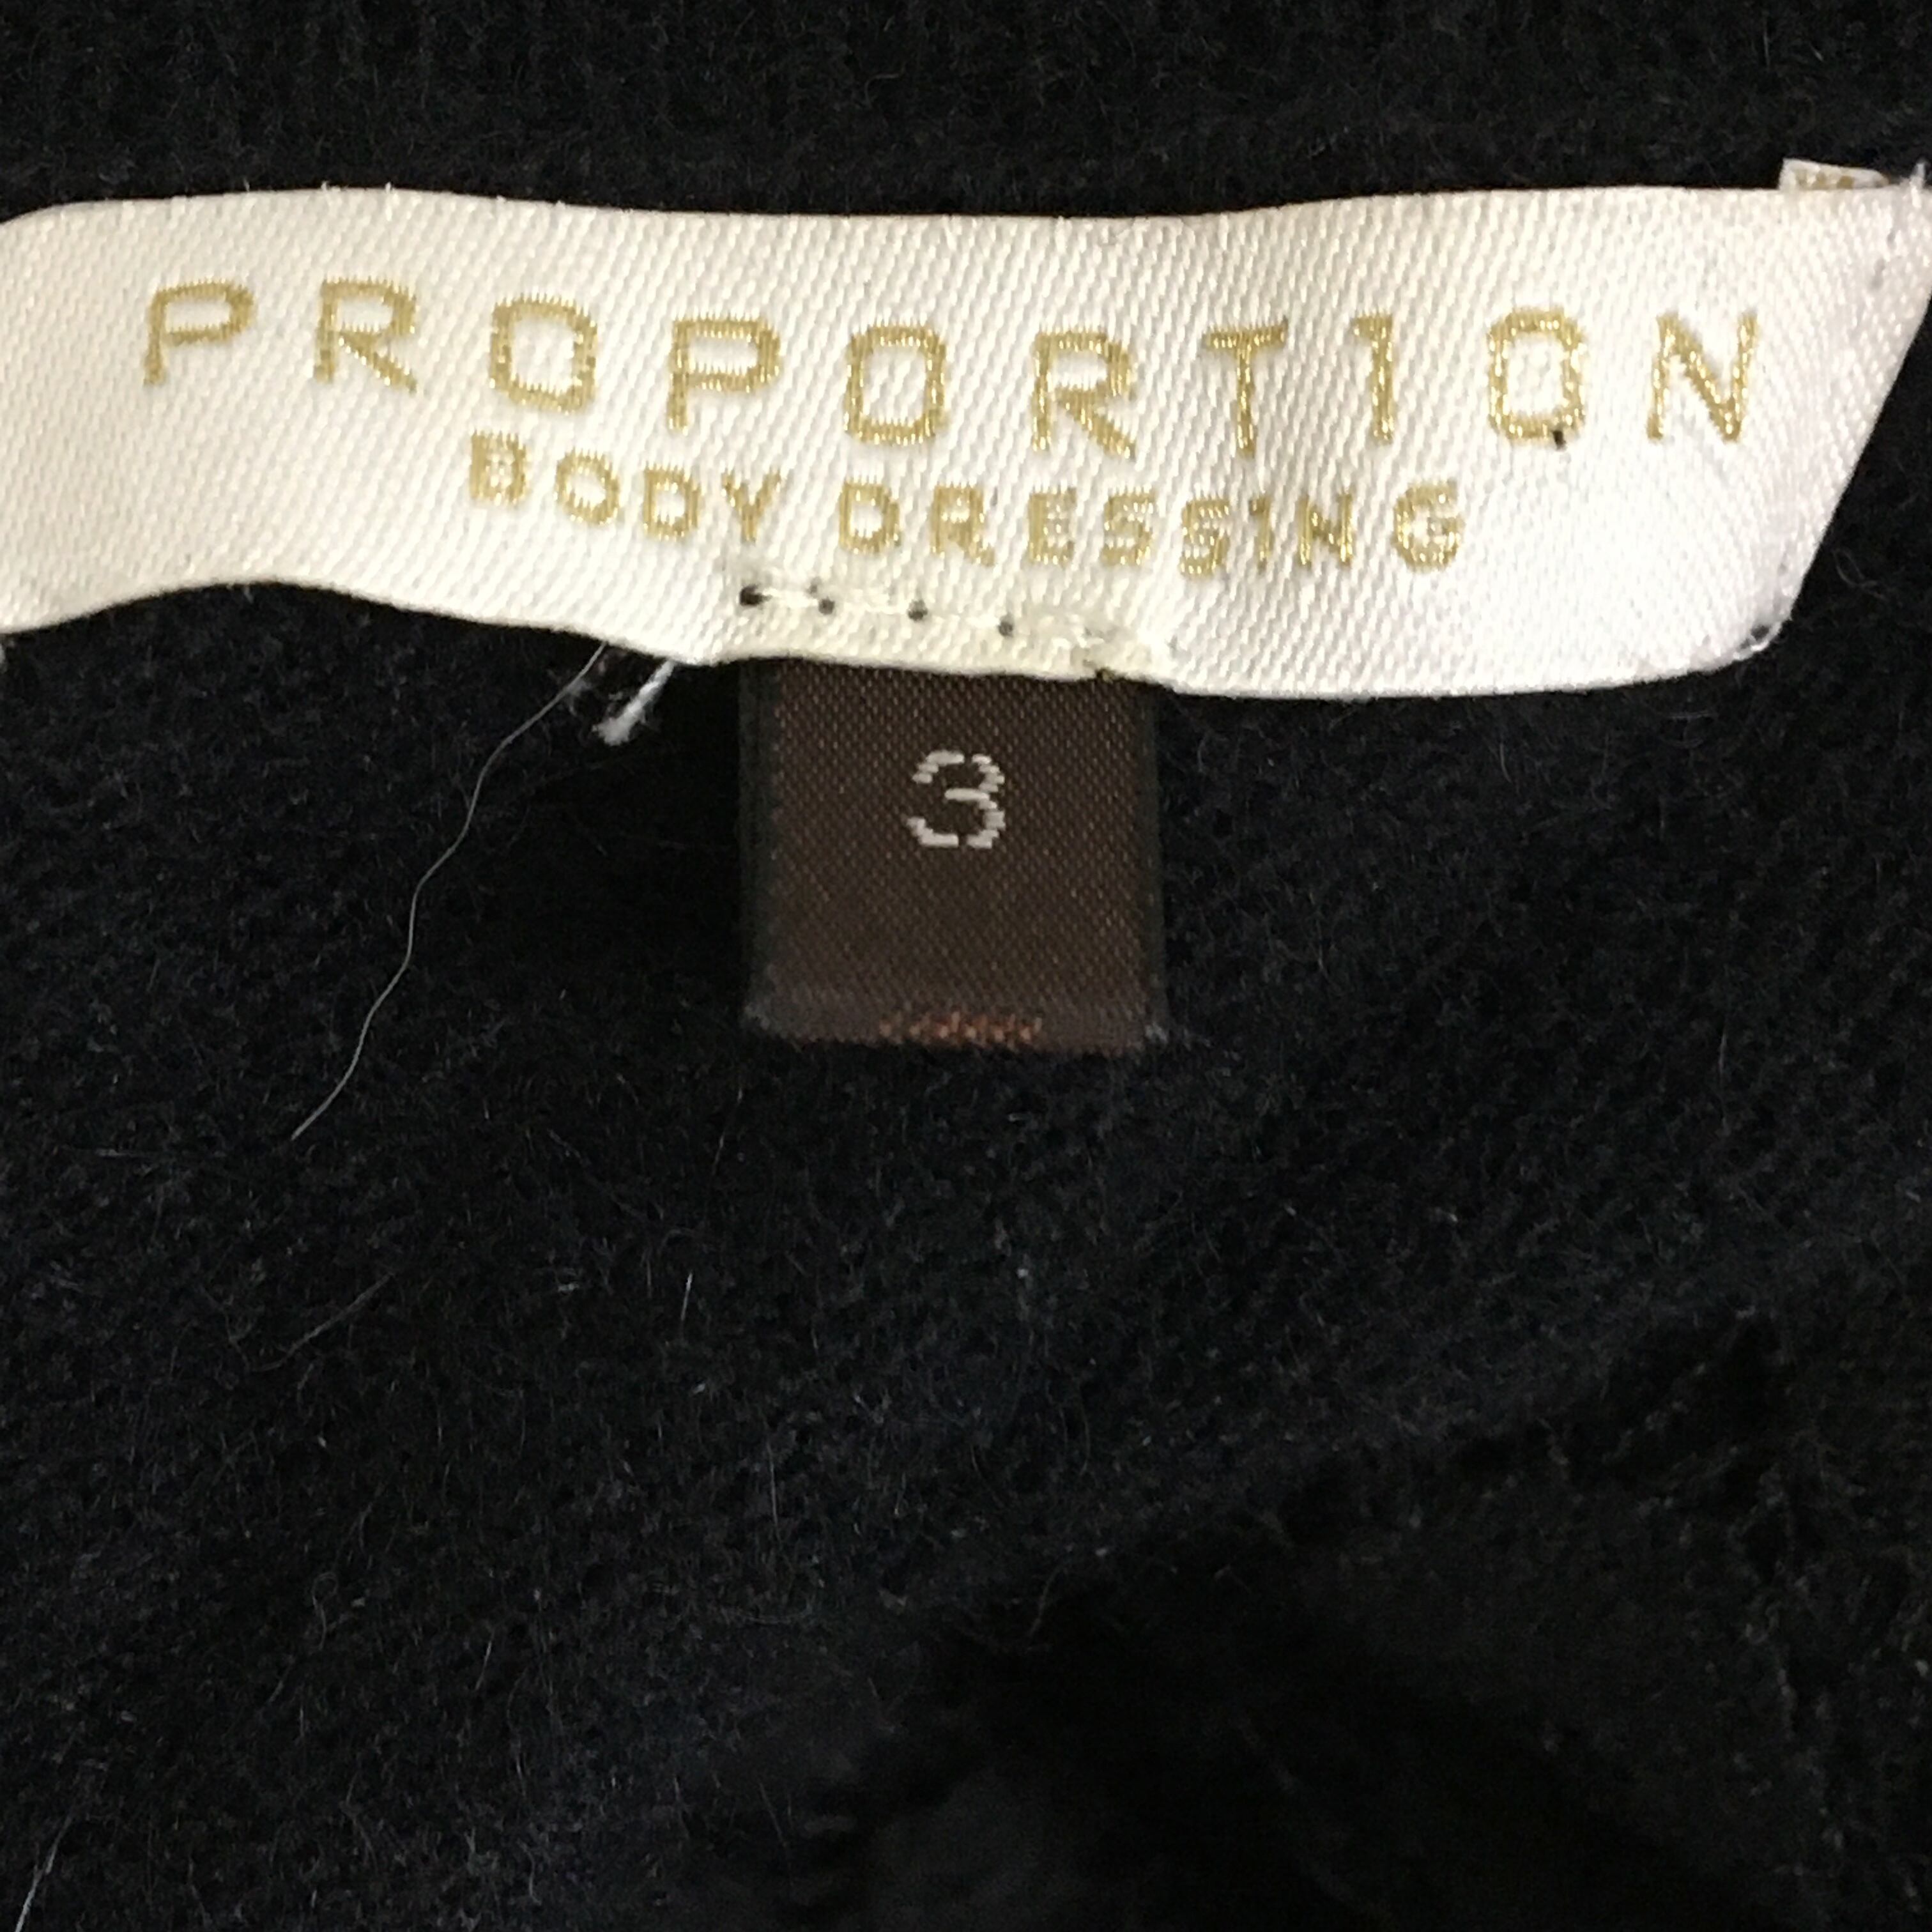 PROPORTION
BODY DRESSING
3